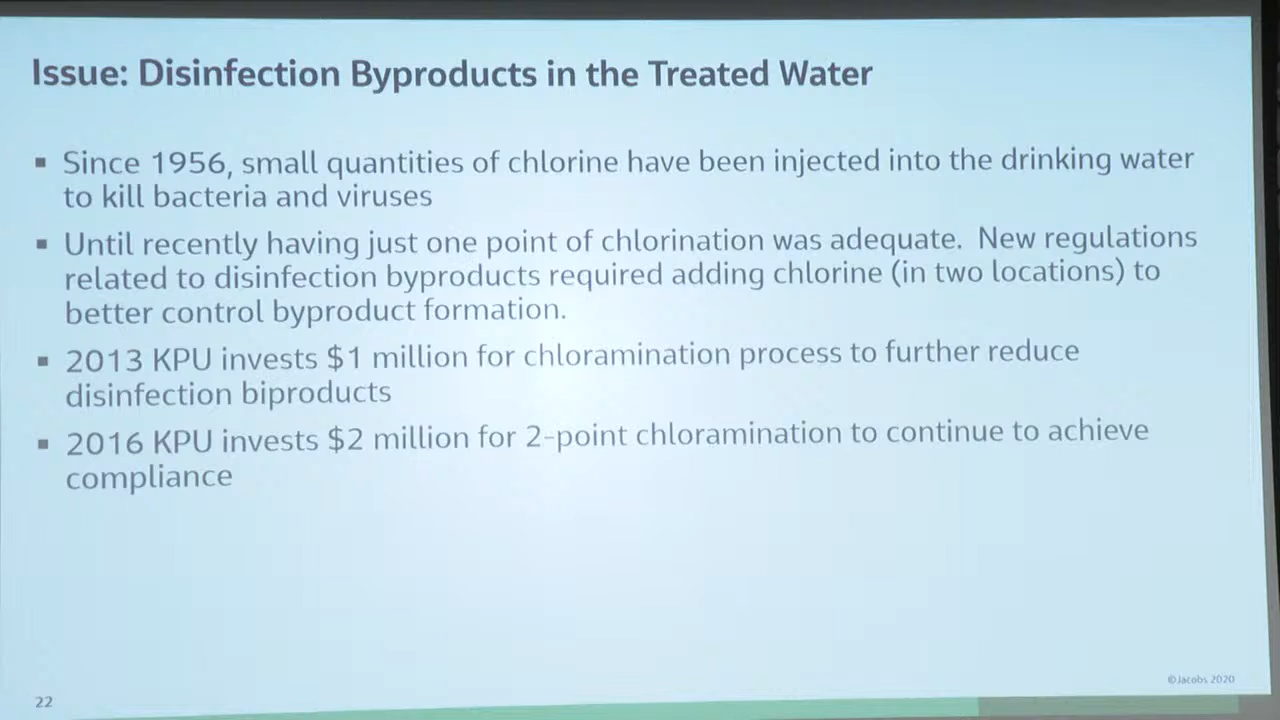 Issue: Disinfection Byproducts in the Treated Water
▪ Since 1956, small quantities of chlorine have been injected into the drinking water
to kill bacteria and viruses
▪ Until recently having just one point of chlorination was adequate. New regulations
related to disinfection byproducts required adding chlorine (in two locations) to
better control byproduct formation.
▪ 2013 KPU invests $1 million for chloramination process to further reduce
disinfection biproducts
▪ 2016 KPU invests $2 million for 2-point chloramination to continue to achieve
compliance
©Jacobs 2020
22